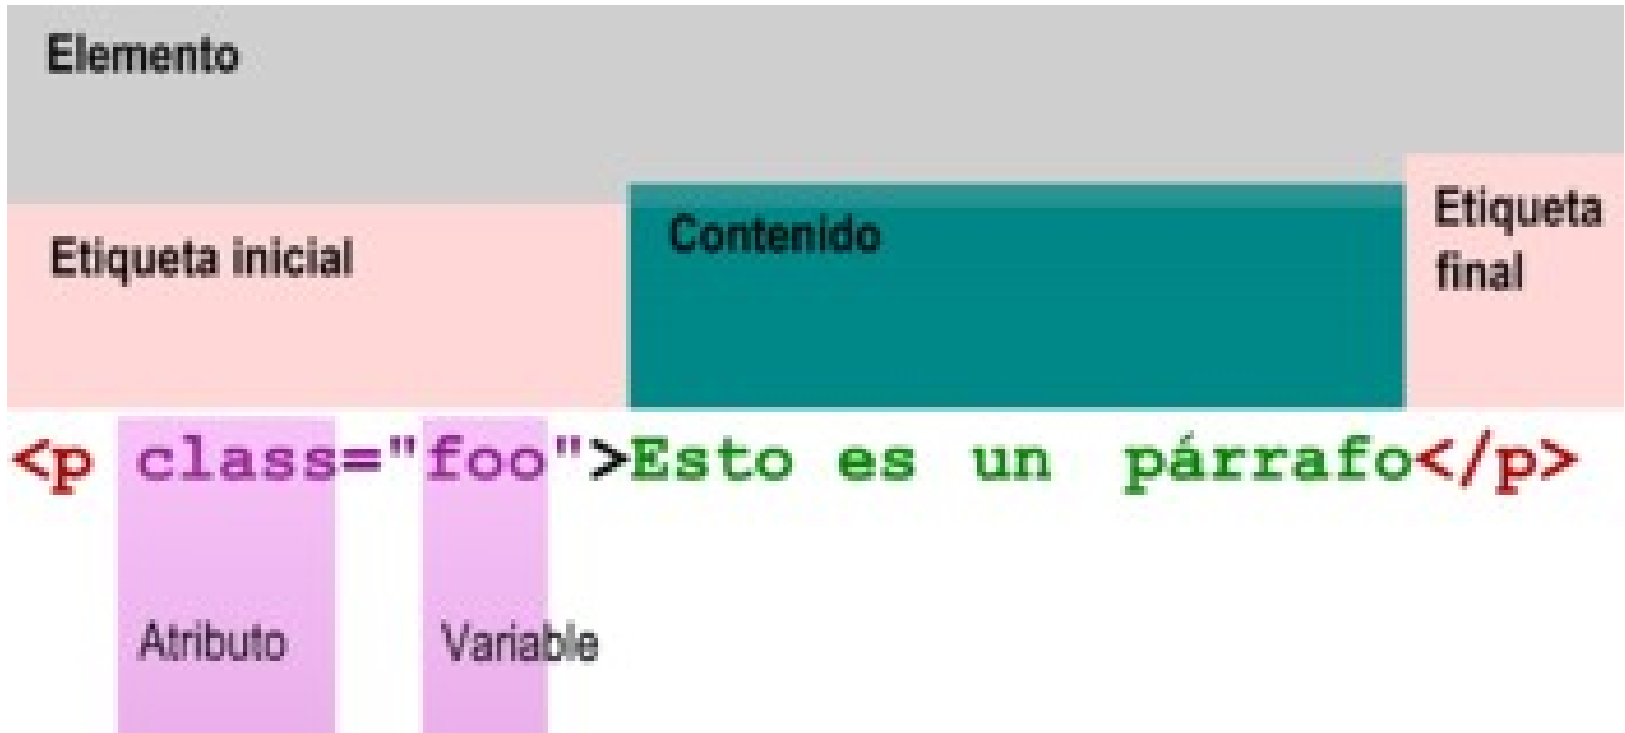 Elemento
Etiqueta inicial
Contenido
Etiqueta
final
<p class="foo">Esto es un párrafo</p>
Atributo
Variable